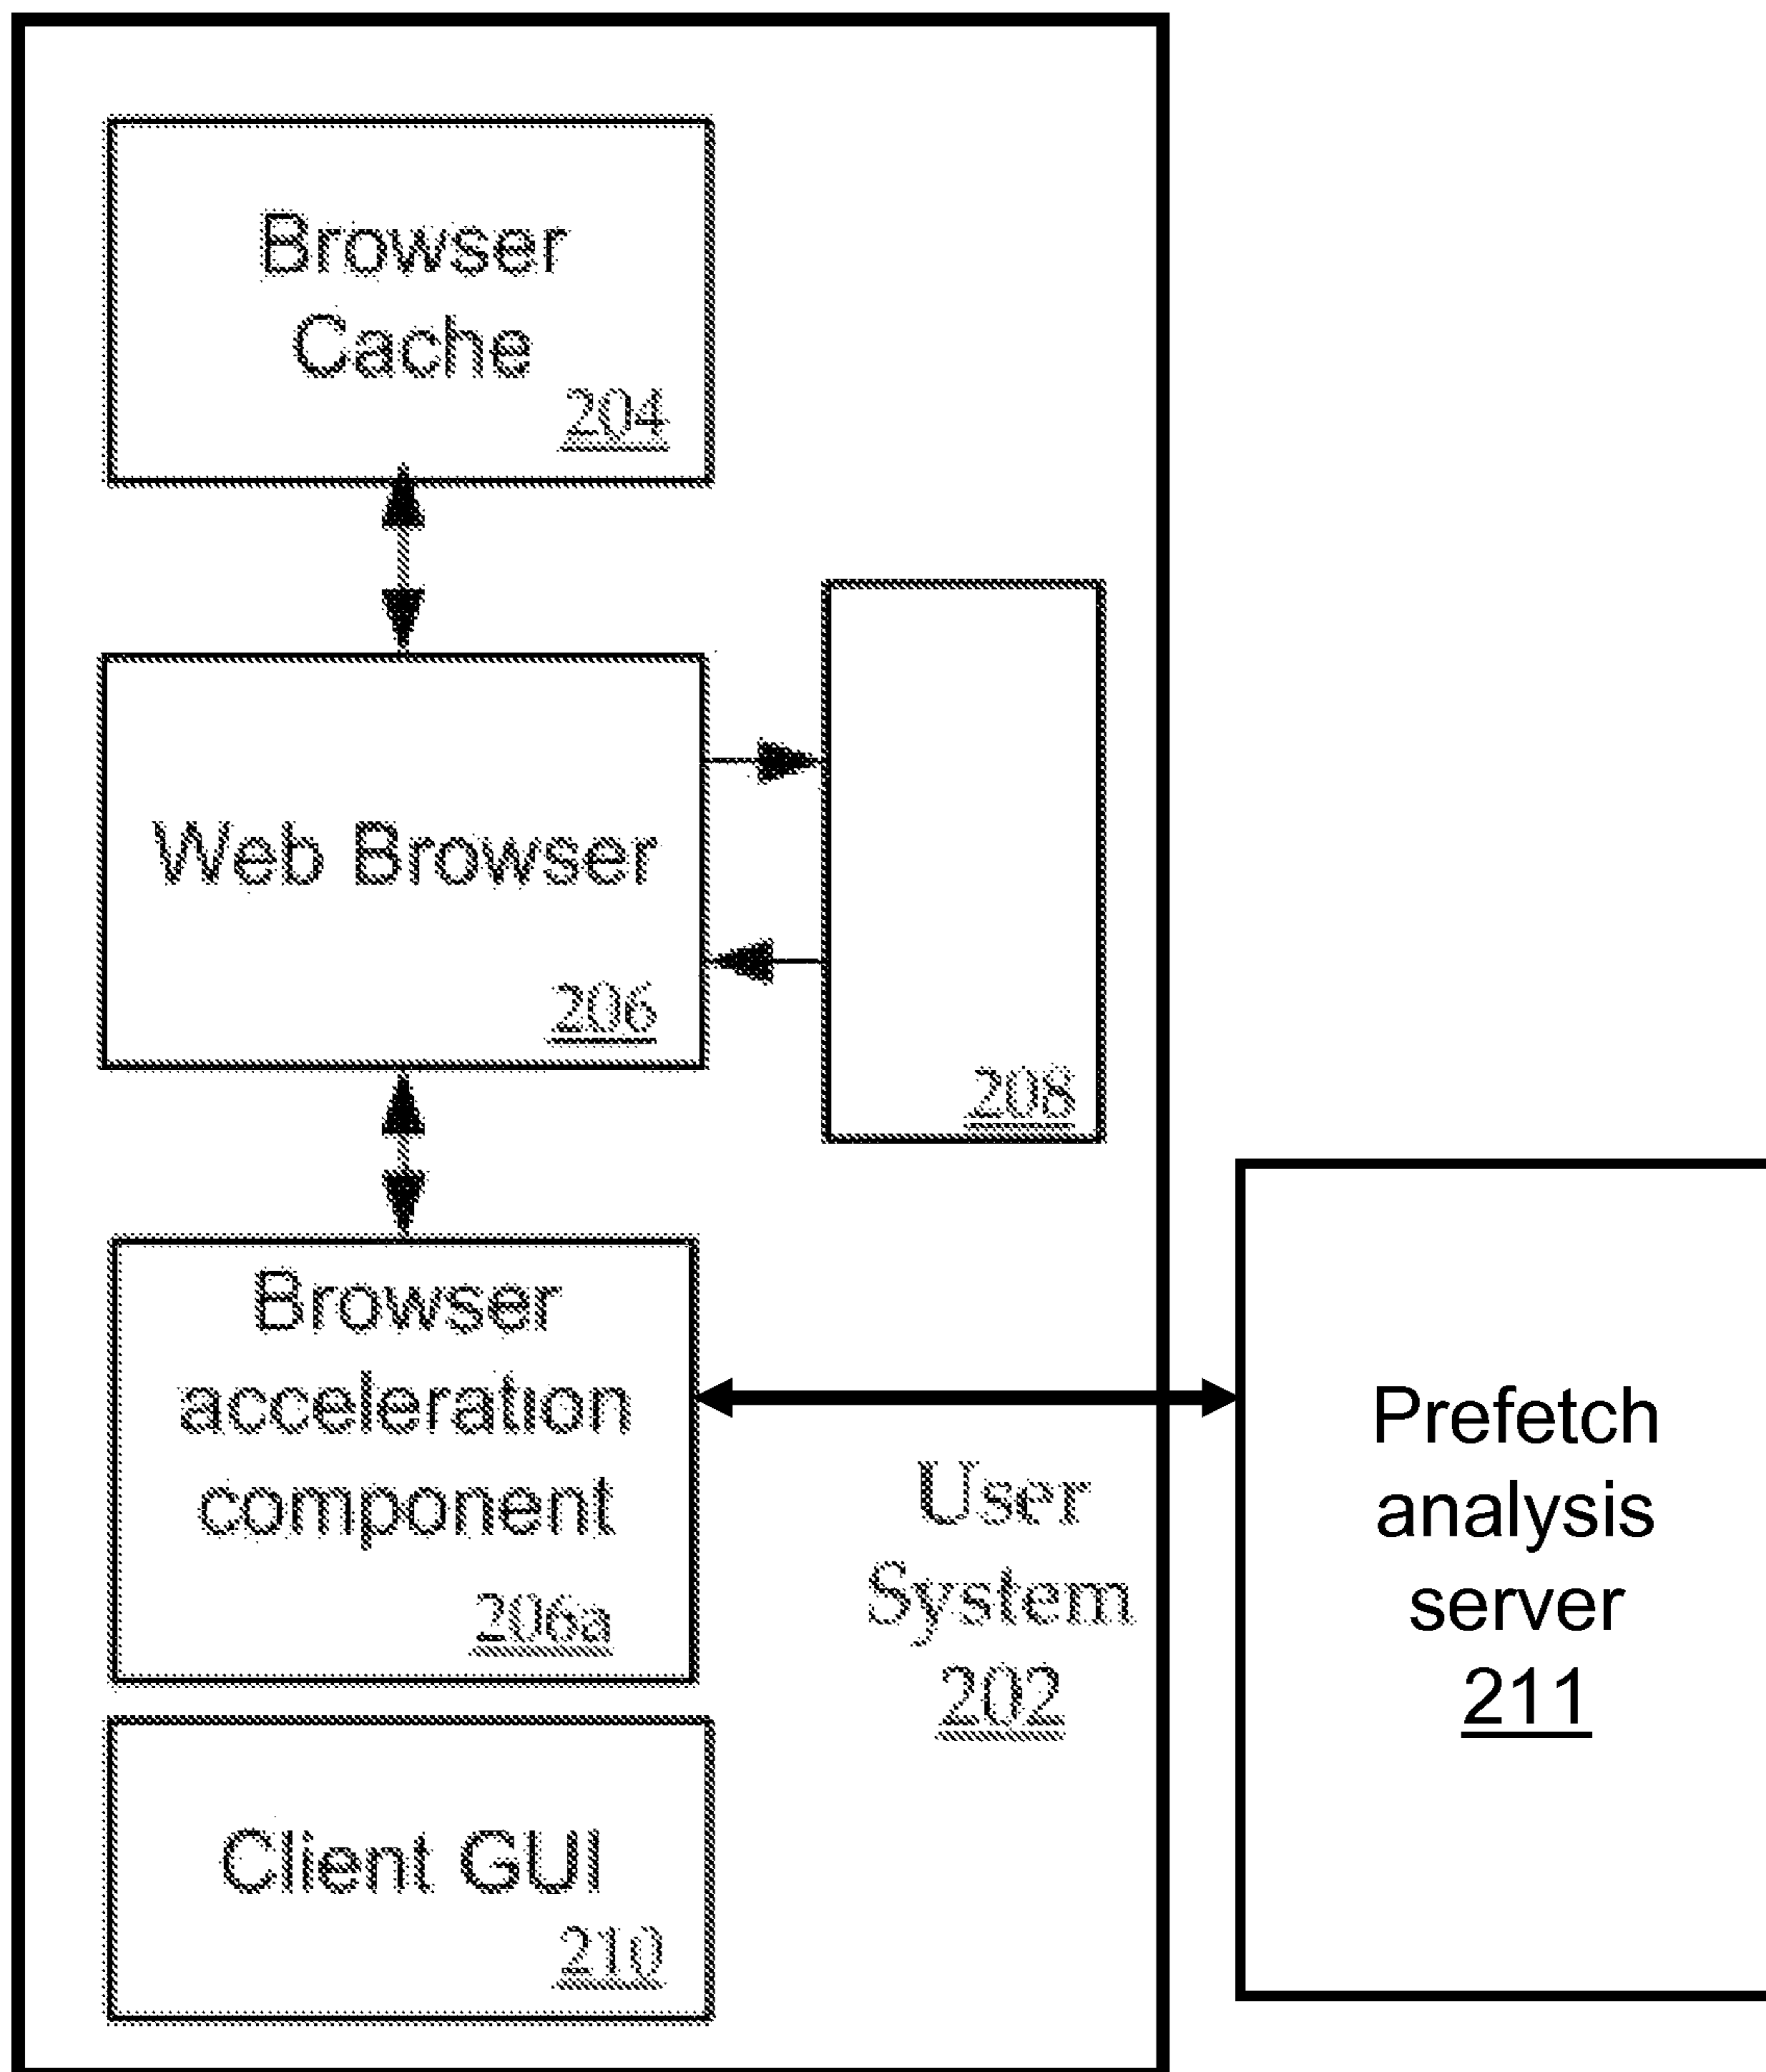 Browser
Cache
204
Web Browser
206
208
Browser
acceleration
component
206a
User
System
202
Client GUI
210
Prefetch
analysis
server
211